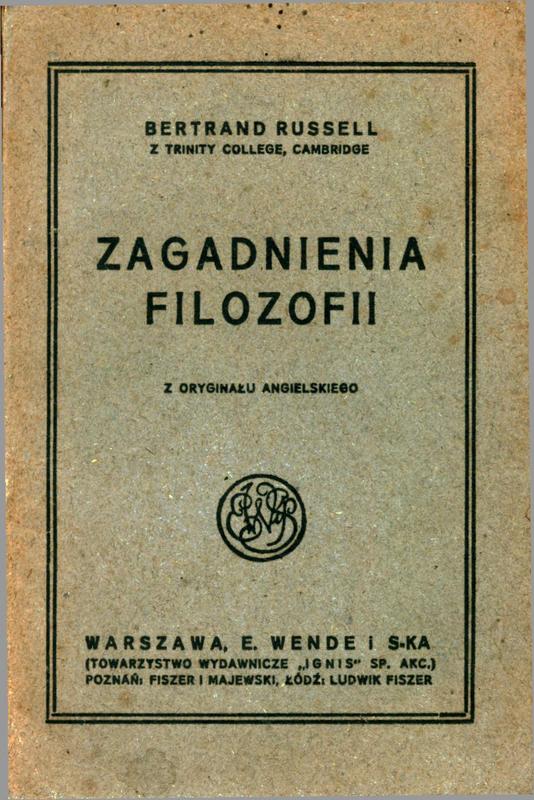 BERTRAND RUSSELL
Z TRINITY COLLEGE, CAMBRIDGE
ZAGADNIENIA
FILOZOFII
Z ORYGINAŁU ANGIELSKIEGO
WARSZAWA, E. WENDE i S-KA
(TOWARZYSTWO WYDAWNICZE „IGNIS" SP. AKC.)
POZNAŃ: FISZER I MAJEWSKI, ŁÓDŹ: LUDWIK FISZER